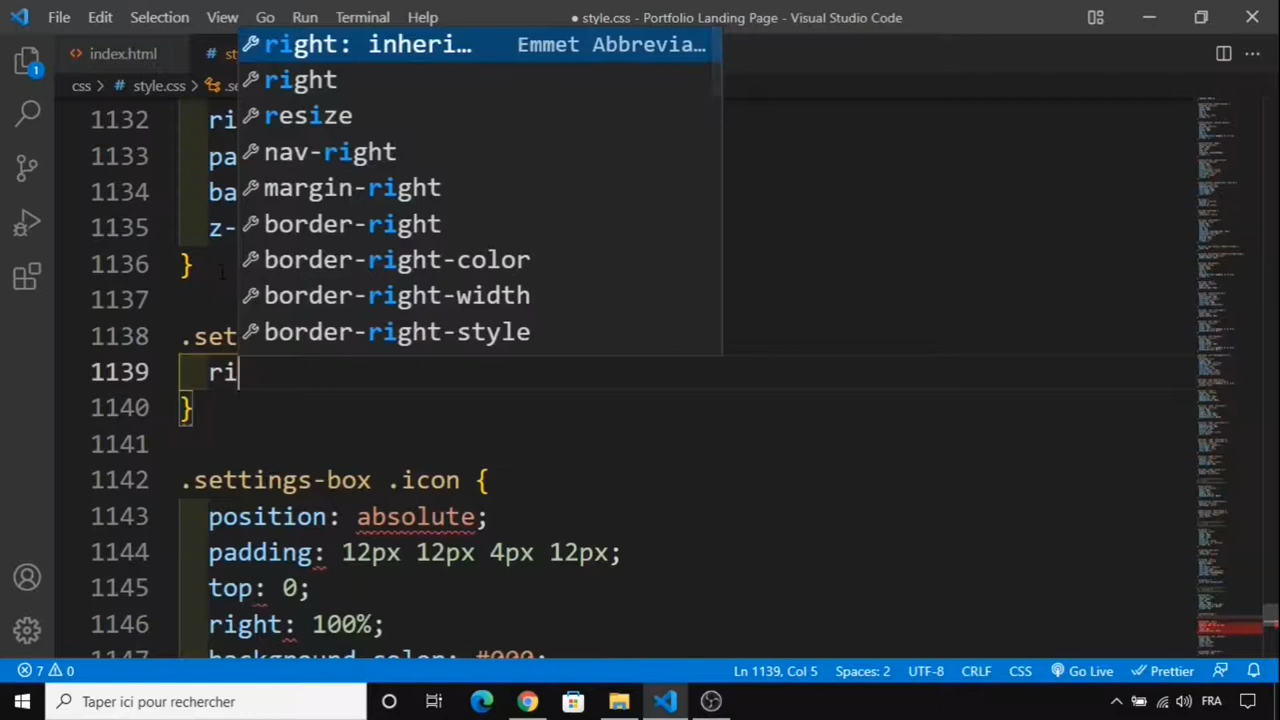 File Edit Selection View Go Run Terminal Help ● style.css - Portfolio Landing Page - Visual Studio Code
<> index.html # st
css > # style.css > .se
right: inheri… Emmet Abbrevia…
right
resize
nav-right
margin-right
border-right
border-right-color
border-right-width
border-right-style
1132 ri
1133 pa
1134 ba
1135 z-
1136 }
1137
1138 .set
1139 ri
1140 }
1141
1142 .settings-box .icon {
1143 position: absolute;
1144 padding: 12px 12px 4px 12px;
1145 top: 0;
1146 right: 100%;
1147 background-color: #000;
1
7 0 Ln 1139, Col 5 Spaces: 2 UTF-8 CRLF CSS Go Live Prettier
Taper ici pour rechercher FRA